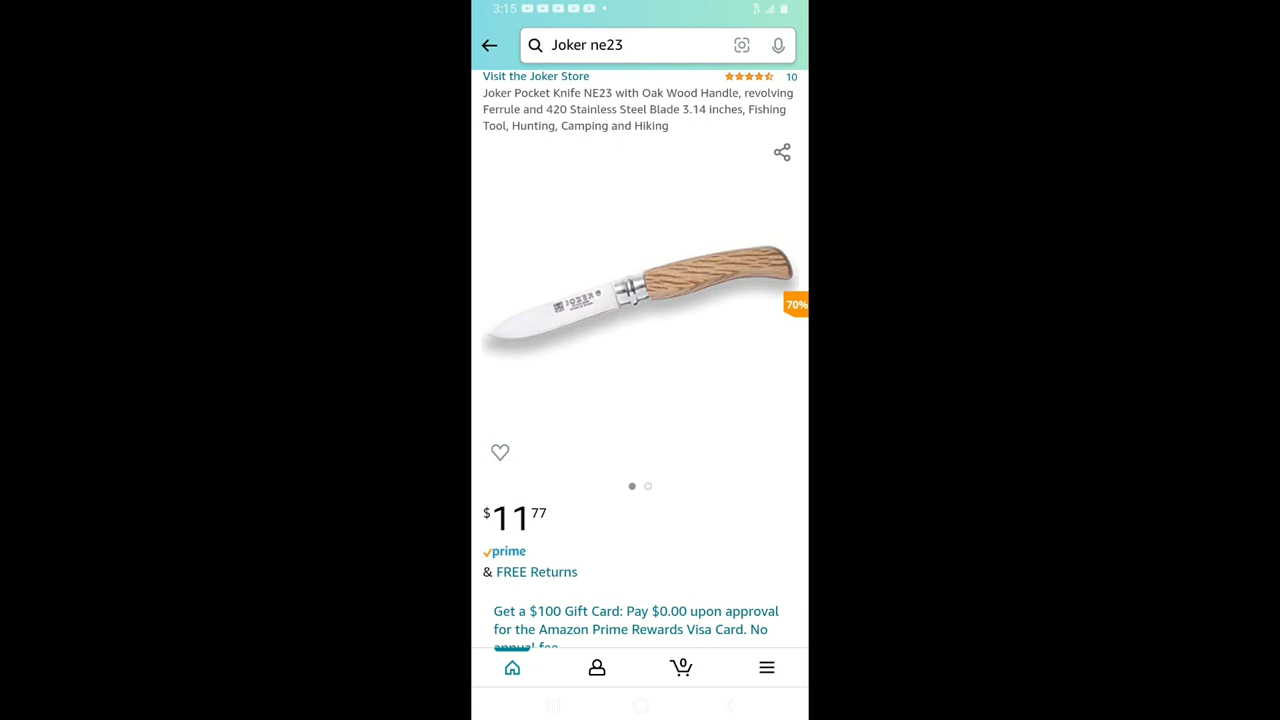 3:15
Joker ne23
Visit the Joker Store
10
Joker Pocket Knife NE23 with Oak Wood Handle, revolving
Ferrule and 420 Stainless Steel Blade 3.14 inches, Fishing
Tool, Hunting, Camping and Hiking
JOKER
70%
$11 77
prime
& FREE Returns
Get a $100 Gift Card: Pay $0.00 upon approval
for the Amazon Prime Rewards Visa Card. No
annual fee
0